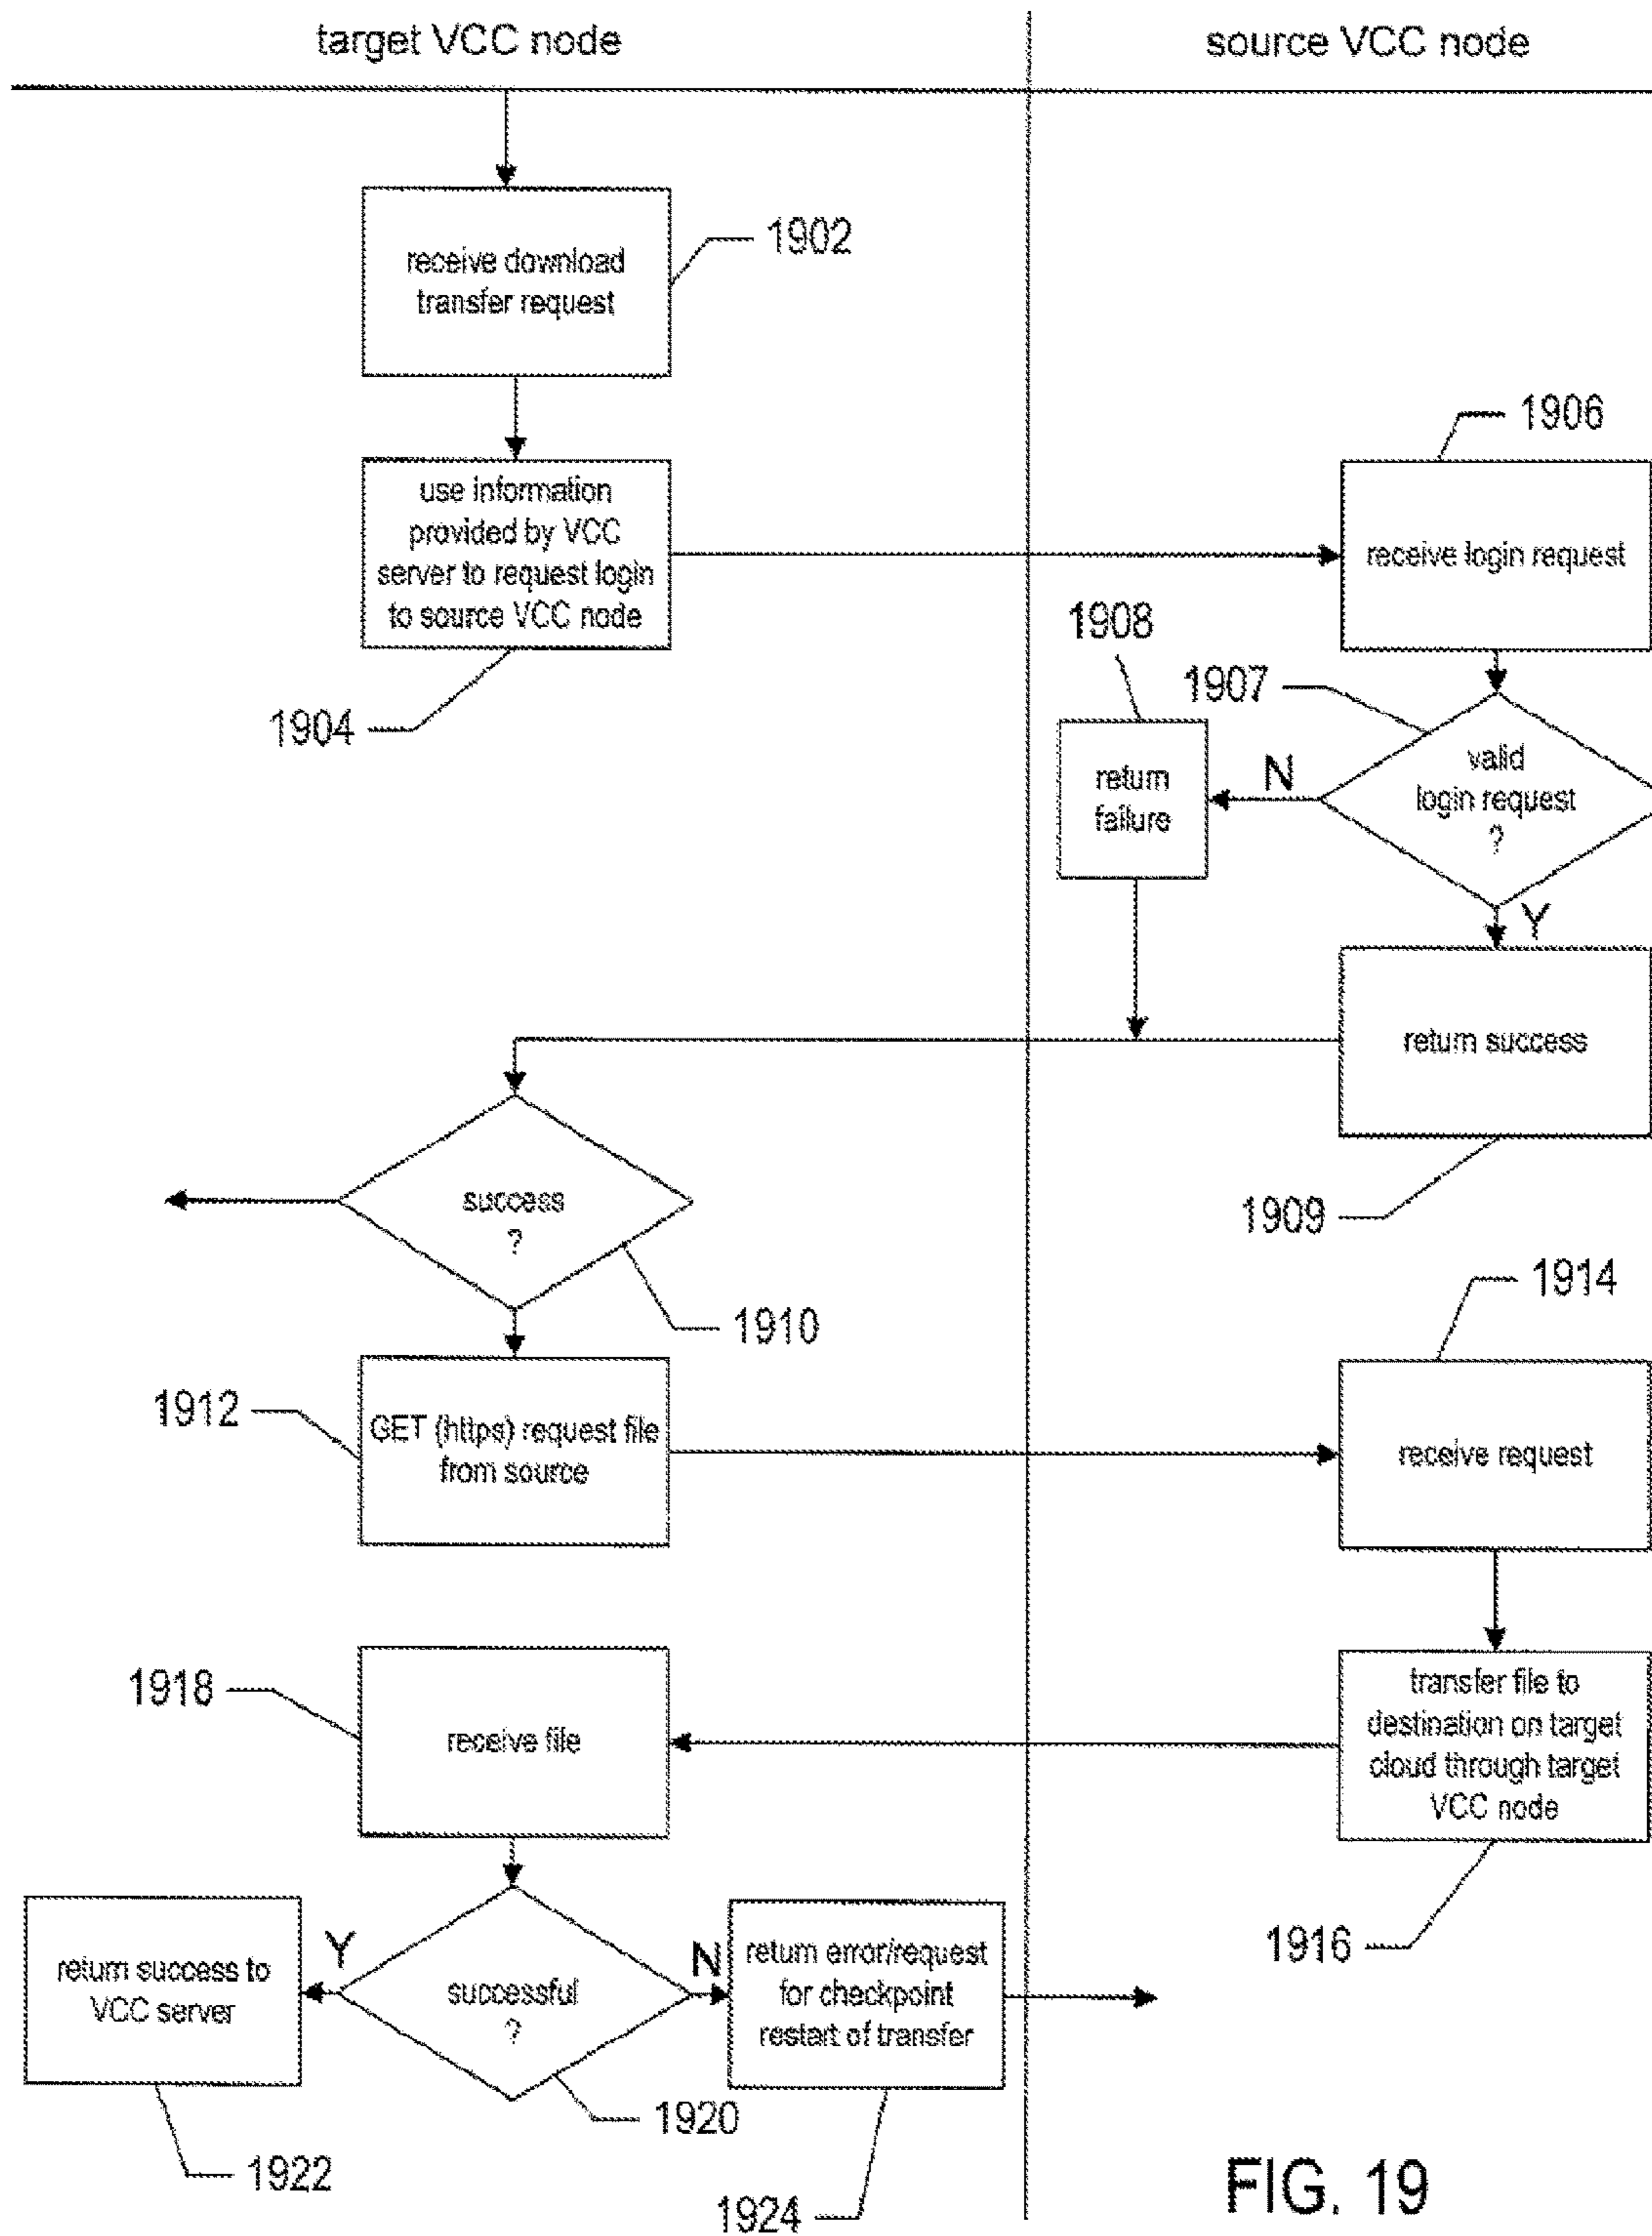 target VCC node
source VCC node
receive download
transfer request
1902
use information
provided by VCC
server to request login
to source VCC node
1904
1906
receive login request
1907
valid
login request
?
N
1908
return
failure
Y
return success
1909
success
?
1910
1912
GET (https) request file
from source
1914
receive request
transfer file to
destination on target
cloud through target
VCC node
1916
1918
receive file
successful
?
1920
Y
return success to
VCC server
1922
N
return error/request
for checkpoint
restart of transfer
1924
FIG. 19